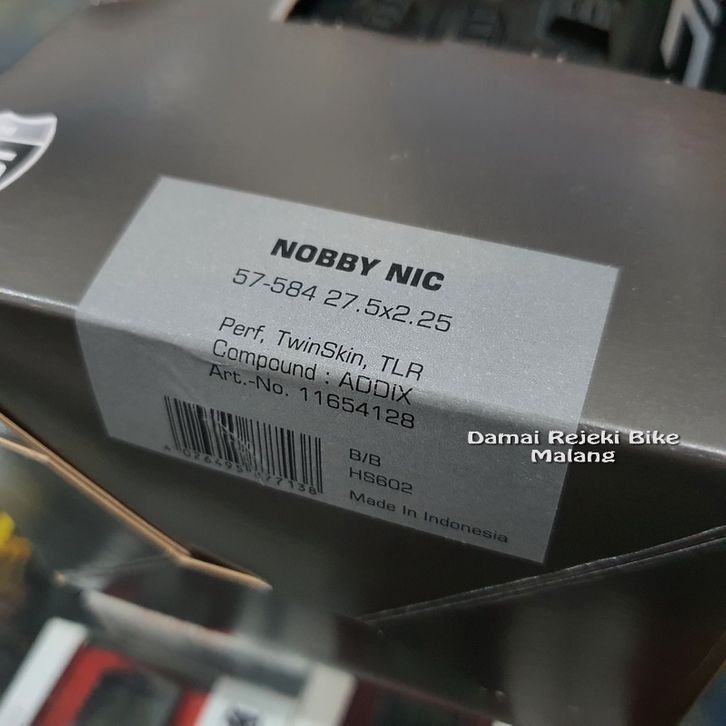 NOBBY NIC
57-584 27.5x2.25
Perf, TwinSkin, TLR
Compound : ADDIX
Art.-No. 11654128
B/B
HS602
Made In Indonesia
Damai Rejeki Bike
Malang